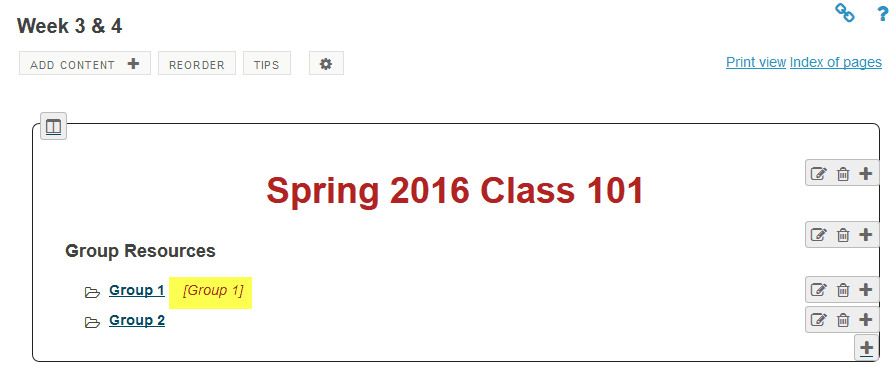 Week 3 & 4
?
ADD CONTENT
REORDER
TIPS
Print view Index of pages
Spring 2016 Class 101
Group Resources
Group 1 [Group 1]
Group 2